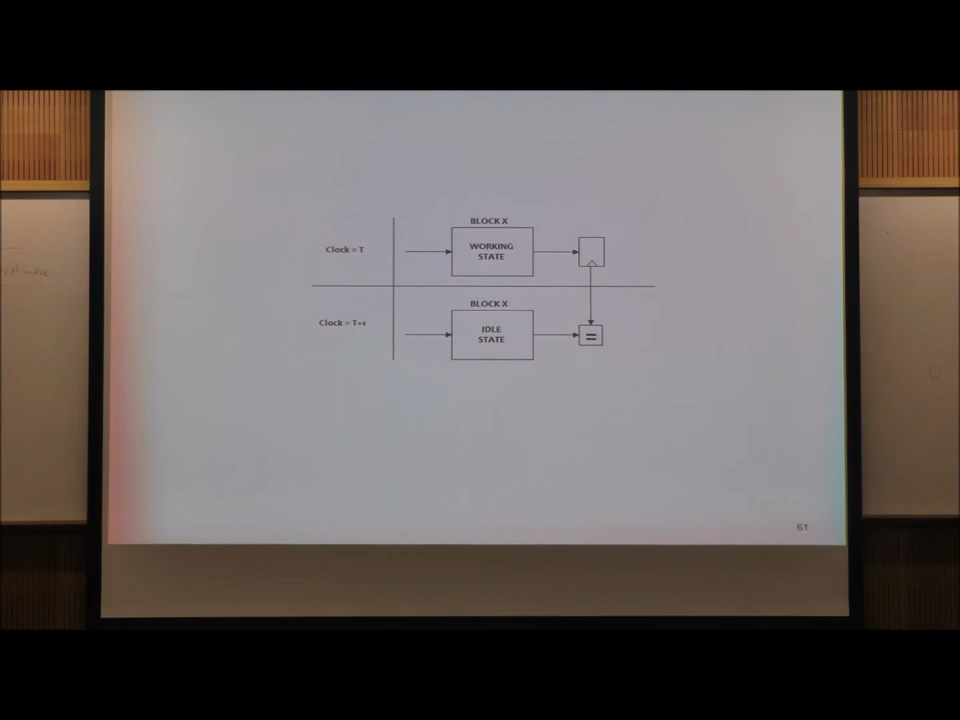 BLOCK X
Clock = T
WORKING
STATE
BLOCK X
Clock = T+1
IDLE
STATE
=
61